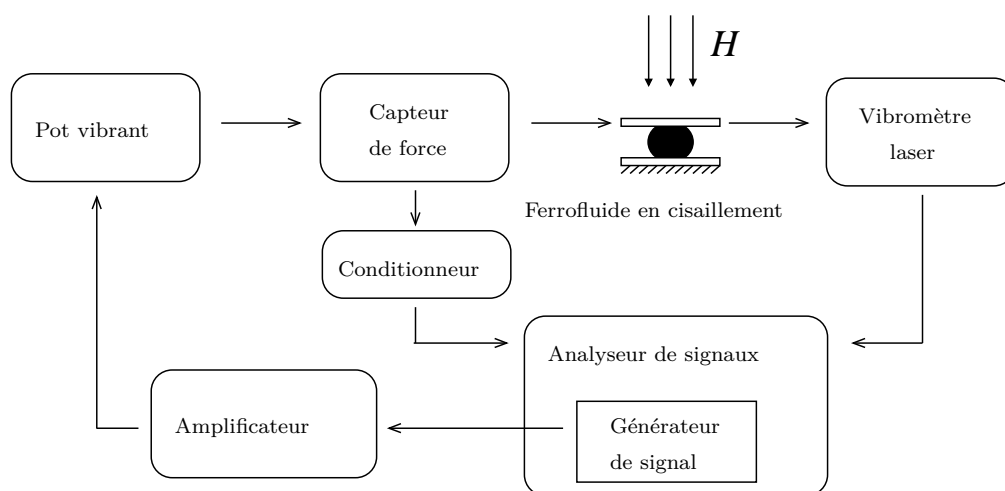 H
Pot vibrant
Capteur
de force
Vibromètre
laser
Ferrofluide en cisaillement
Conditionneur
Analyseur de signaux
Amplificateur
Générateur
de signal